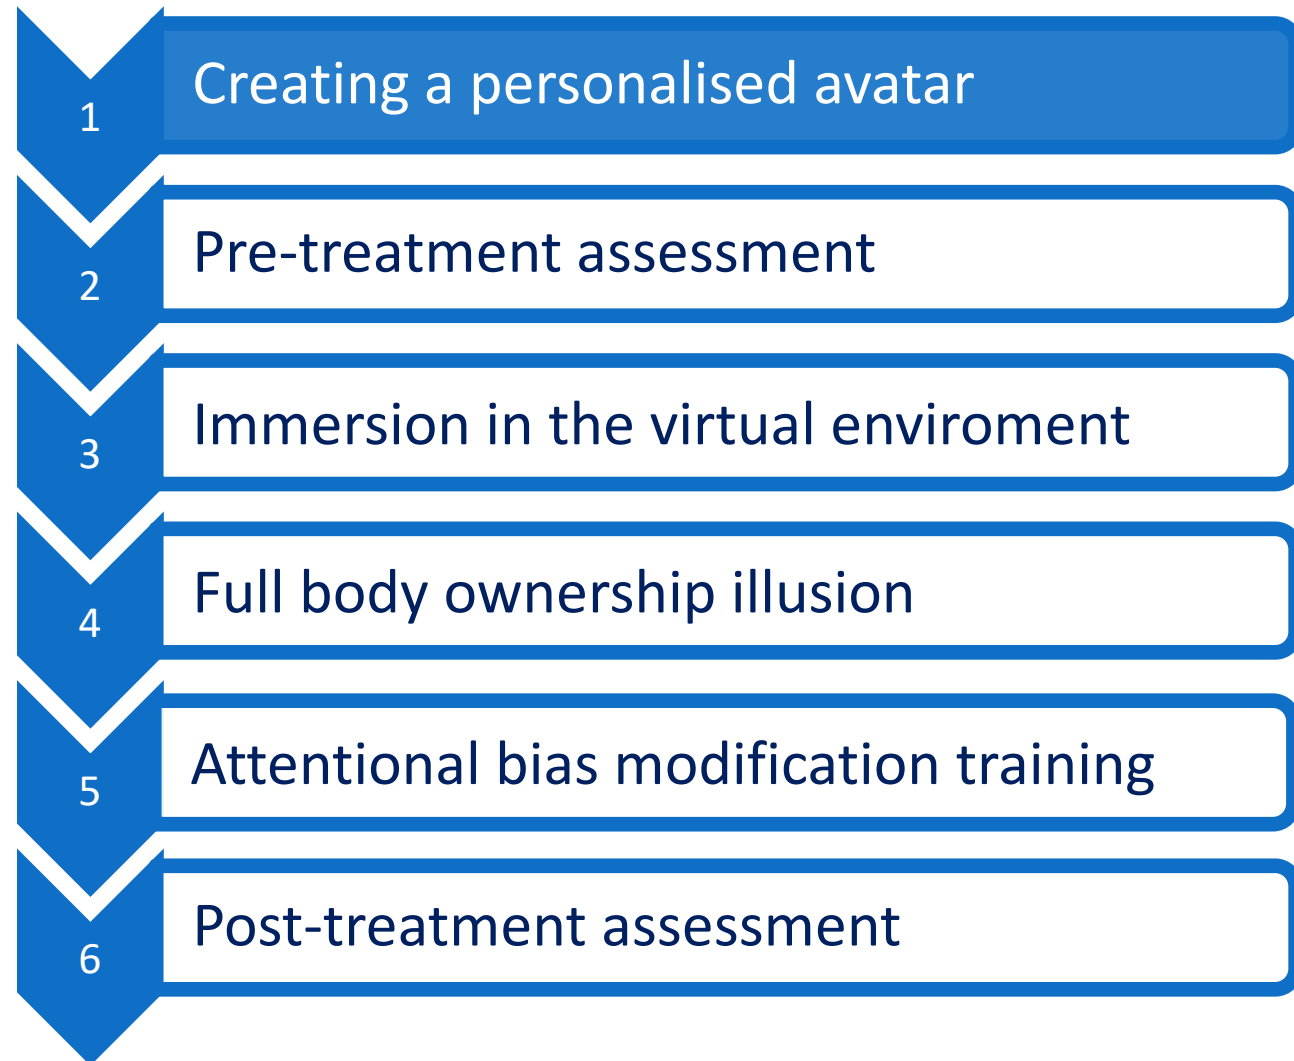 1
Creating a personalised avatar
2
Pre-treatment assessment
3
Immersion in the virtual enviroment
4
Full body ownership illusion
5
Attentional bias modification training
6
Post-treatment assessment